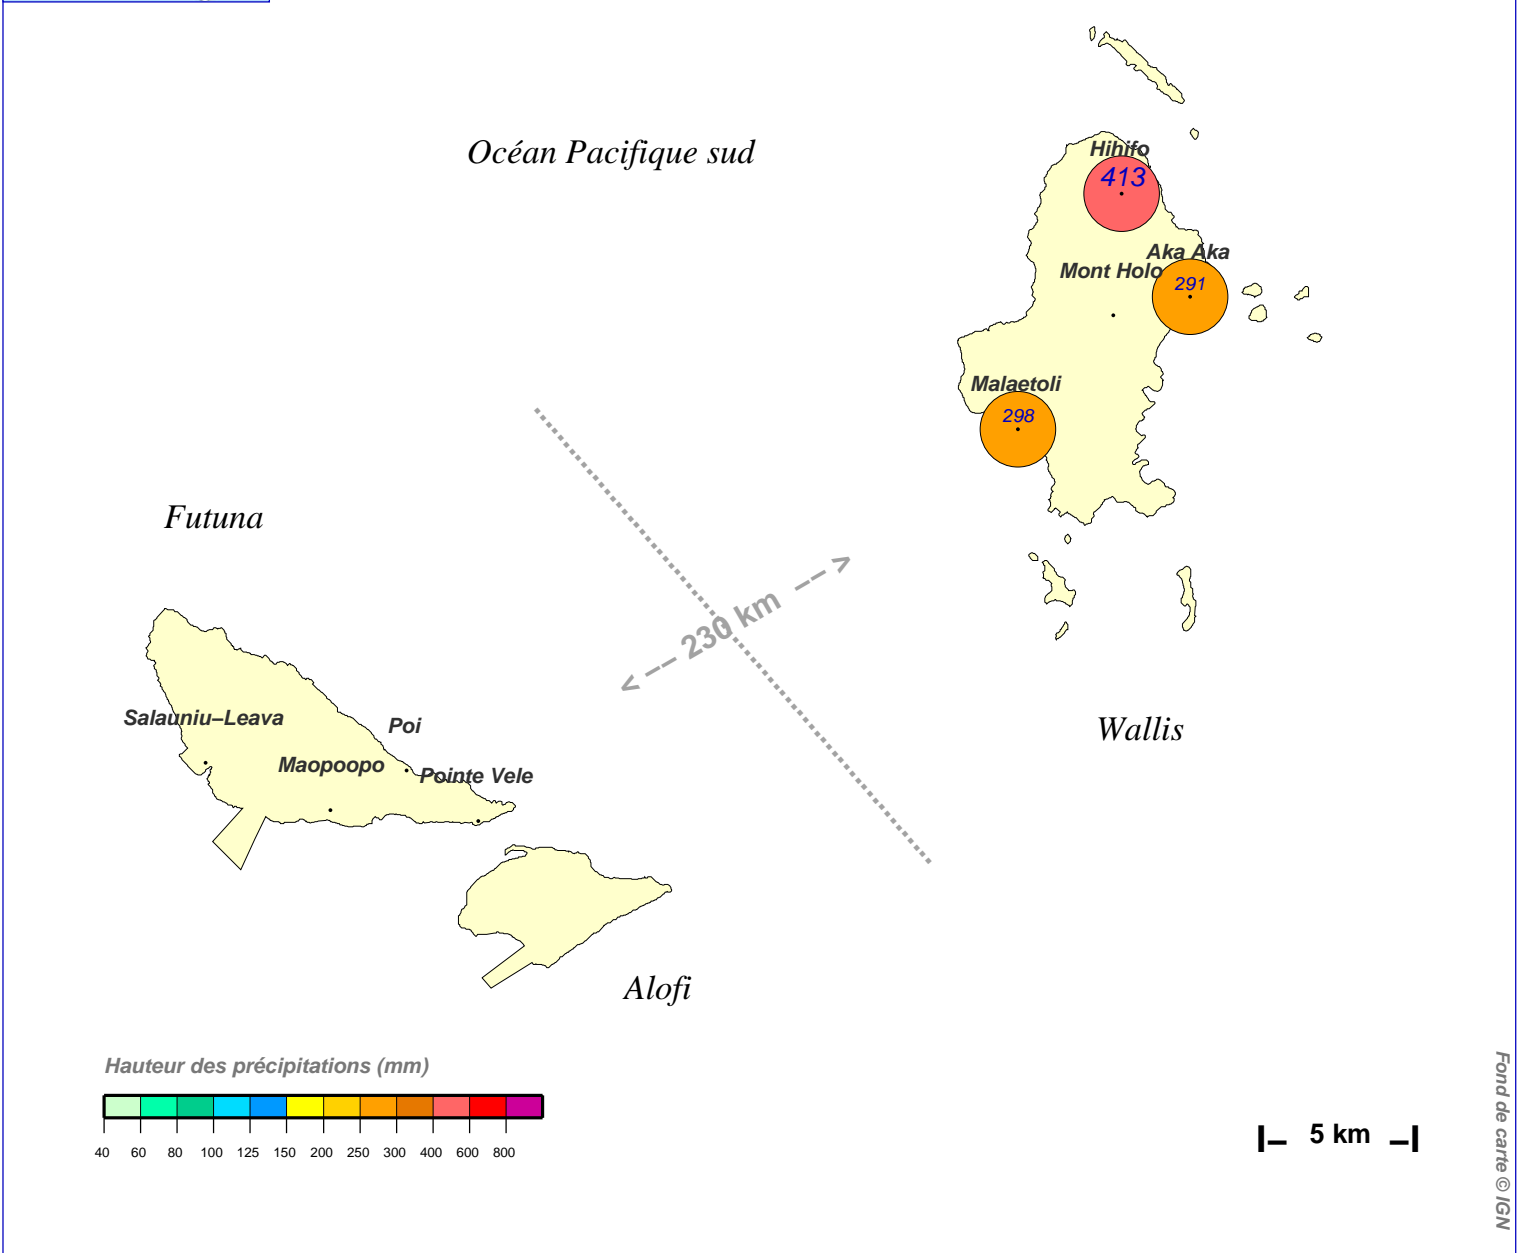 Océan Pacifique sud
Hihifo
413
Aka Aka
Mont Holo
291
Malaetoli
298
Futuna
230 km
Salauniu–Leava
Poi
Wallis
Maopoopo
Pointe Vele
Alofi
Hauteur des précipitations (mm)
40 60 80 100 125 150 200 250 300 400 600 800
5 km
Fond de carte © IGN